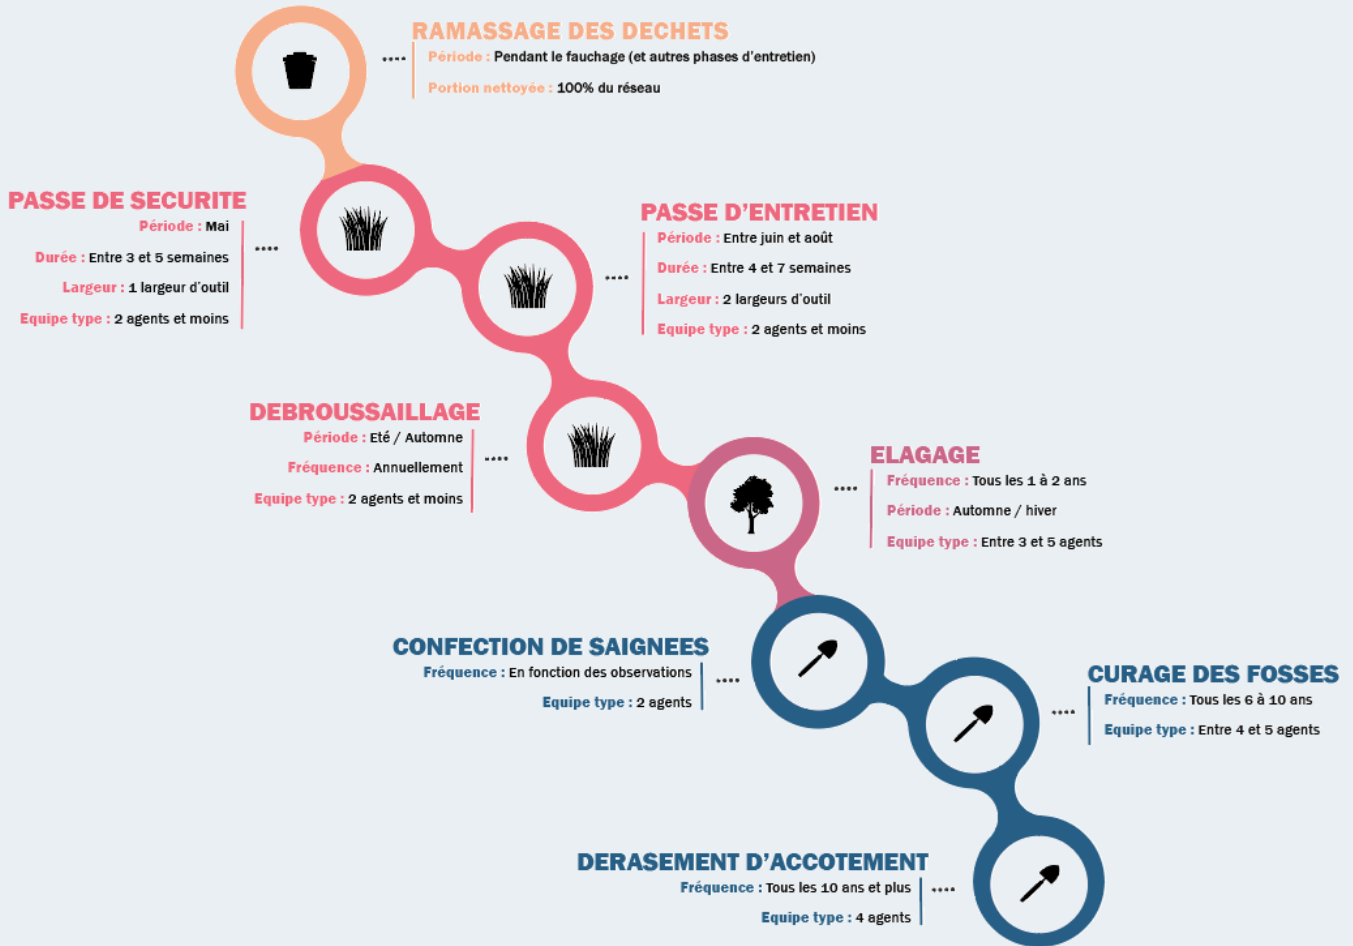 RAMASSAGE DES DECHETS
Période : Pendant le fauchage (et autres phases d'entretien)
Portion nettoyée : 100% du réseau
PASSE DE SECURITE
Période : Mai
Durée : Entre 3 et 5 semaines
Largeur : 1 largeur d'outil
Equipe type : 2 agents et moins
PASSE D'ENTRETIEN
Période : Entre juin et août
Durée : Entre 4 et 7 semaines
Largeur : 2 largeurs d'outil
Equipe type : 2 agents et moins
DEBROUSSAILLAGE
Période : Eté / Automne
Fréquence : Annuellement
Equipe type : 2 agents et moins
ELAGAGE
Fréquence : Tous les 1 à 2 ans
Période : Automne / hiver
Equipe type : Entre 3 et 5 agents
CONFECTION DE SAIGNEES
Fréquence : En fonction des observations
Equipe type : 2 agents
CURAGE DES FOSSES
Fréquence : Tous les 6 à 10 ans
Equipe type : Entre 4 et 5 agents
DERASEMENT D'ACCOTEMENT
Fréquence : Tous les 10 ans et plus
Equipe type : 4 agents